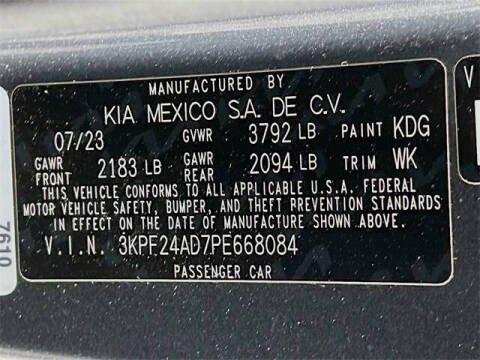 MANUFACTURED BY
KIA MEXICO S.A. DE C.V.
07/23 GVWR 3792 LB PAINT KDG
GAWR FRONT 2183 LB GAWR REAR 2094 LB TRIM WK
THIS VEHICLE CONFORMS TO ALL APPLICABLE U.S.A. FEDERAL
MOTOR VEHICLE SAFETY, BUMPER, AND THEFT PREVENTION STANDARDS
IN EFFECT ON THE DATE OF MANUFACTURE SHOWN ABOVE.
V.I.N. 3KPF24AD7PE668084
PASSENGER CAR
7610
V